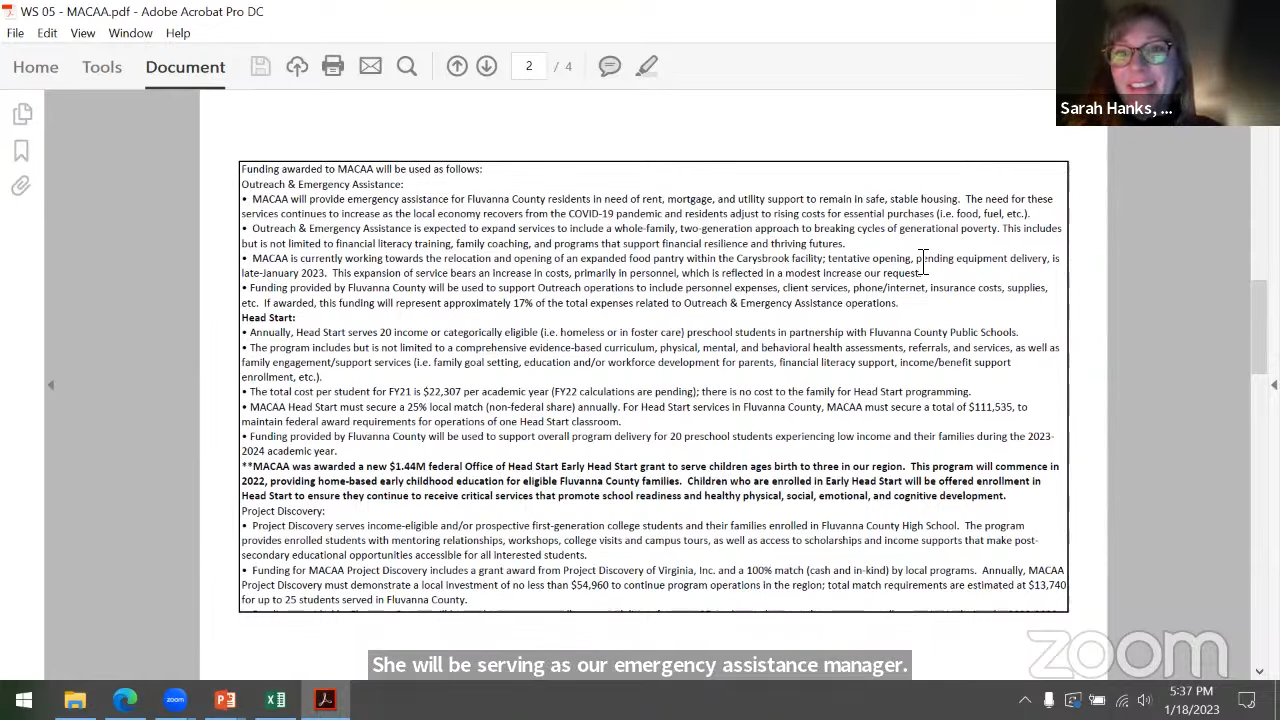 WS 05 - MACAA.pdf - Adobe Acrobat Pro DC
File Edit View Window Help
Home Tools Document
2 / 4
Sarah Hanks, ...
Funding awarded to MACAA will be used as follows:
Outreach & Emergency Assistance:
• MACAA will provide emergency assistance for Fluvanna County residents in need of rent, mortgage, and utility support to remain in safe, stable housing. The need for these
services continues to increase as the local economy recovers from the COVID-19 pandemic and residents adjust to rising costs for essential purchases (i.e. food, fuel, etc.).
• Outreach & Emergency Assistance is expected to expand services to include a whole-family, two-generation approach to breaking cycles of generational poverty. This includes
but is not limited to financial literacy training, family coaching, and programs that support financial resilience and thriving futures.
• MACAA is currently working towards the relocation and opening of an expanded food pantry within the Carysbrook facility; tentative opening, pending equipment delivery, is
late-January 2023. This expansion of service bears an increase in costs, primarily in personnel, which is reflected in a modest increase our request.
• Funding provided by Fluvanna County will be used to support Outreach operations to include personnel expenses, client services, phone/internet, insurance costs, supplies,
etc. If awarded, this funding will represent approximately 17% of the total expenses related to Outreach & Emergency Assistance operations.
Head Start:
• Annually, Head Start serves 20 income or categorically eligible (i.e. homeless or in foster care) preschool students in partnership with Fluvanna County Public Schools.
• The program includes but is not limited to a comprehensive evidence-based curriculum, physical, mental, and behavioral health assessments, referrals, and services, as well as
family engagement/support services (i.e. family goal setting, education and/or workforce development for parents, financial literacy support, income/benefit support
enrollment, etc.).
• The total cost per student for FY21 is $22,307 per academic year (FY22 calculations are pending); there is no cost to the family for Head Start programming.
• MACAA Head Start must secure a 25% local match (non-federal share) annually. For Head Start services in Fluvanna County, MACAA must secure a total of $111,535, to
maintain federal award requirements for operations of one Head Start classroom.
• Funding provided by Fluvanna County will be used to support overall program delivery for 20 preschool students experiencing low income and their families during the 2023-
2024 academic year.
**MACAA was awarded a new $1.44M federal Office of Head Start Early Head Start grant to serve children ages birth to three in our region. This program will commence in
2022, providing home-based early childhood education for eligible Fluvanna County families. Children who are enrolled in Early Head Start will be offered enrollment in
Head Start to ensure they continue to receive critical services that promote school readiness and healthy physical, social, emotional, and cognitive development.
Project Discovery:
• Project Discovery serves income-eligible and/or prospective first-generation college students and their families enrolled in Fluvanna County High School. The program
provides enrolled students with mentoring relationships, workshops, college visits and campus tours, as well as access to scholarships and income supports that make post-
secondary educational opportunities accessible for all interested students.
• Funding for MACAA Project Discovery includes a grant award from Project Discovery of Virginia, Inc. and a 100% match (cash and in-kind) by local programs. Annually, MACAA
Project Discovery must demonstrate a local investment of no less than $54,960 to continue program operations in the region; total match requirements are estimated at $13,740
for up to 25 students served in Fluvanna County.
zoom
She will be serving as our emergency assistance manager.
zoom
5:37 PM
1/18/2023